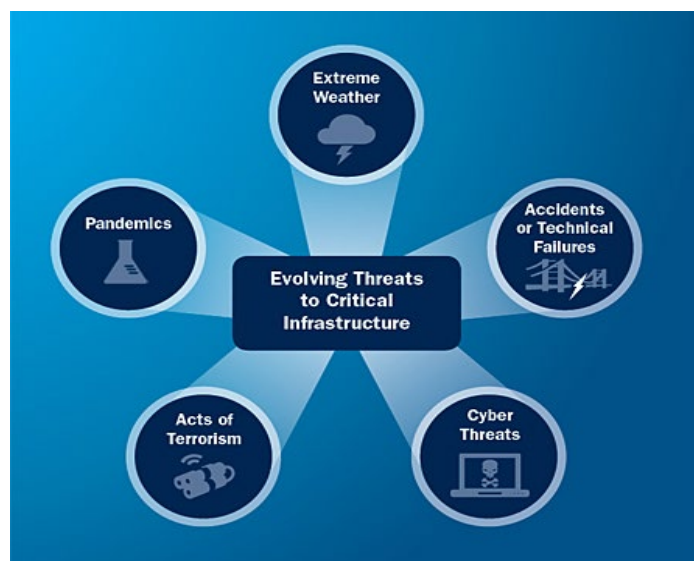 Extreme
Weather
Pandemics
Accidents
or Technical
Failures
Evolving Threats
to Critical
Infrastructure
Acts of
Terrorism
Cyber
Threats